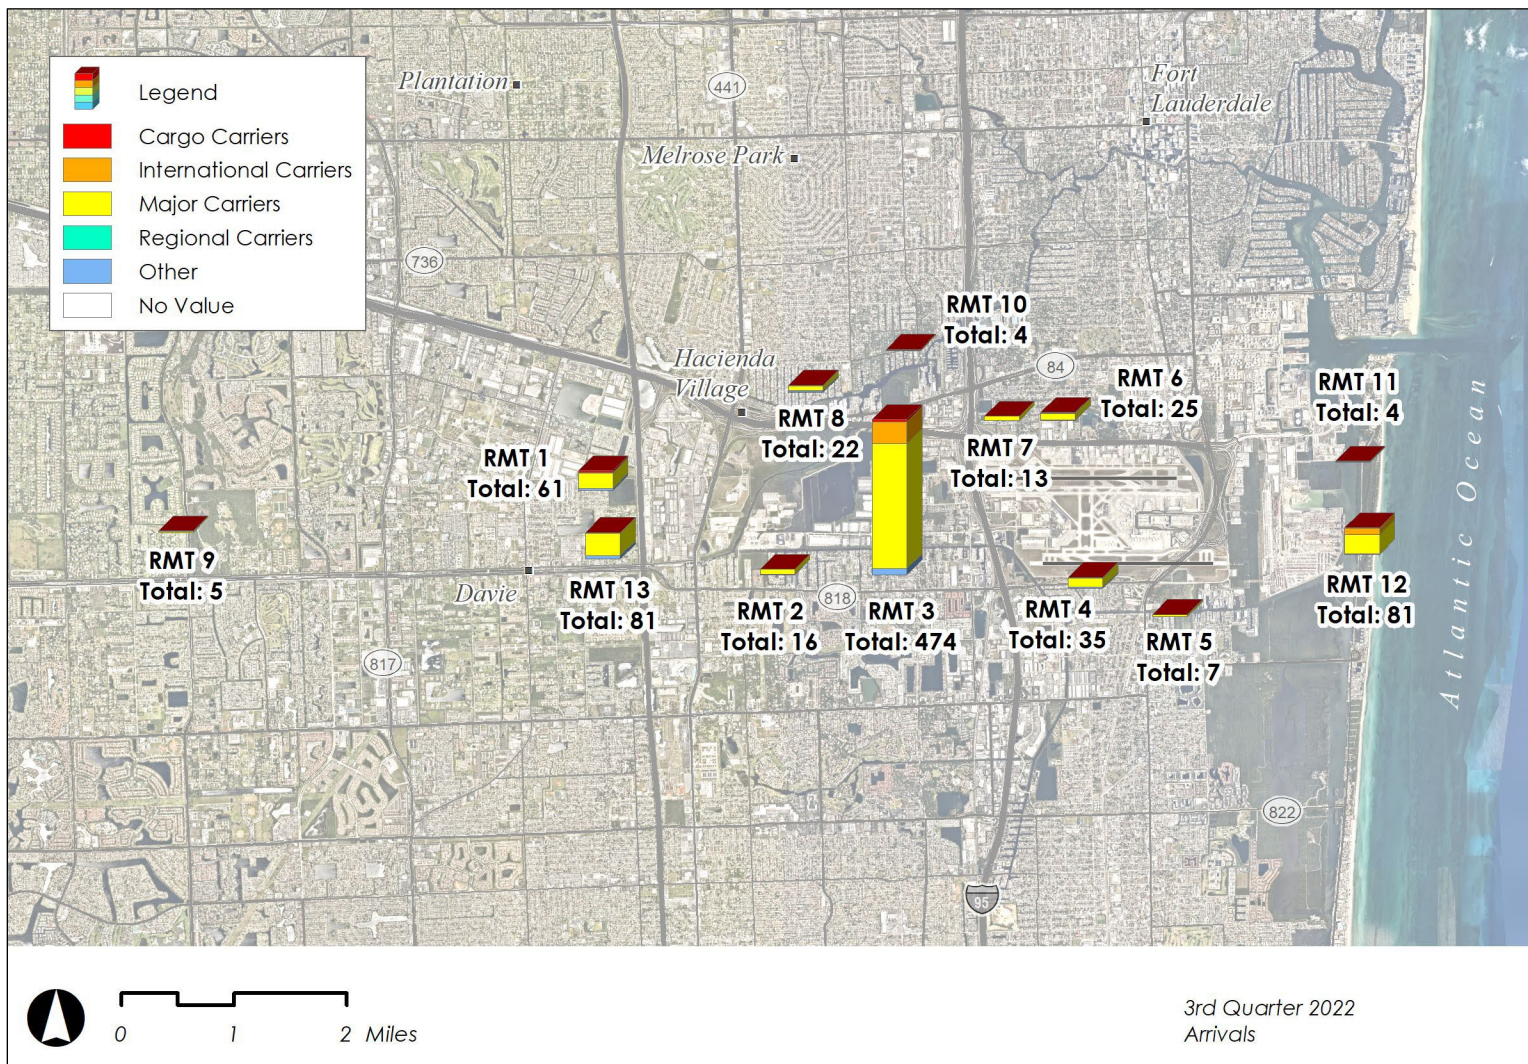 Legend
Cargo Carriers
International Carriers
Major Carriers
Regional Carriers
Other
No Value
Plantation
441
Fort
Lauderdale
Melrose Park
736
RMT 10
Total: 4
Hacienda
Village
84
RMT 6
Total: 25
RMT 11
Total: 4
RMT 8
Total: 22
RMT 7
Total: 13
RMT 1
Total: 61
RMT 9
Total: 5
Davie
RMT 13
Total: 81
RMT 2
Total: 16
818
RMT 3
Total: 474
RMT 4
Total: 35
RMT 5
Total: 7
RMT 12
Total: 81
Atlantic Ocean
817
822
95
0 1 2 Miles
3rd Quarter 2022
Arrivals